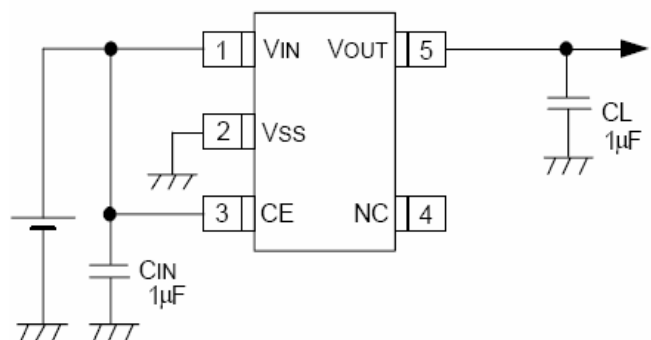 1 VIN VOUT 5
2 VSS
CL
1μF
3 CE NC 4
CIN
1μF